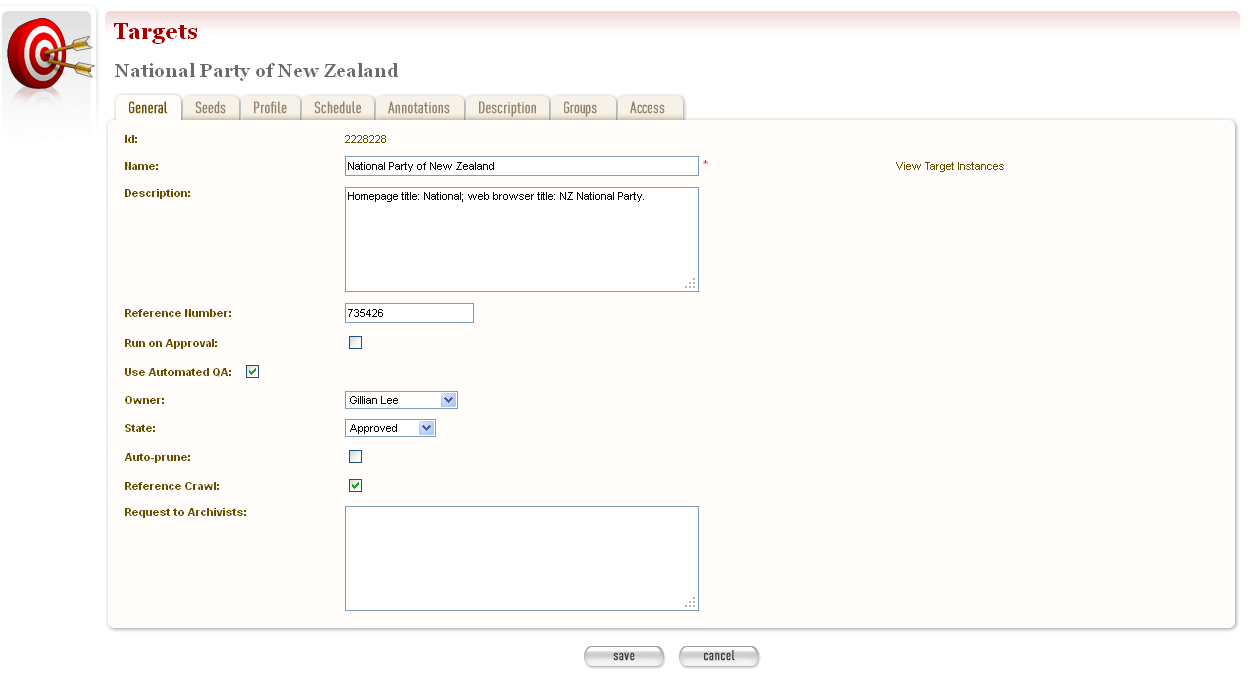 Targets
National Party of New Zealand
General Seeds Profile Schedule Annotations Description Groups Access
Id: 2228228
Name: National Party of New Zealand * View Target Instances
Description: Homepage title: National; web browser title: NZ National Party.
Reference Number: 735426
Run on Approval:
Use Automated QA:
Owner: Gillian Lee
State: Approved
Auto-prune:
Reference Crawl:
Request to Archivists:
save cancel